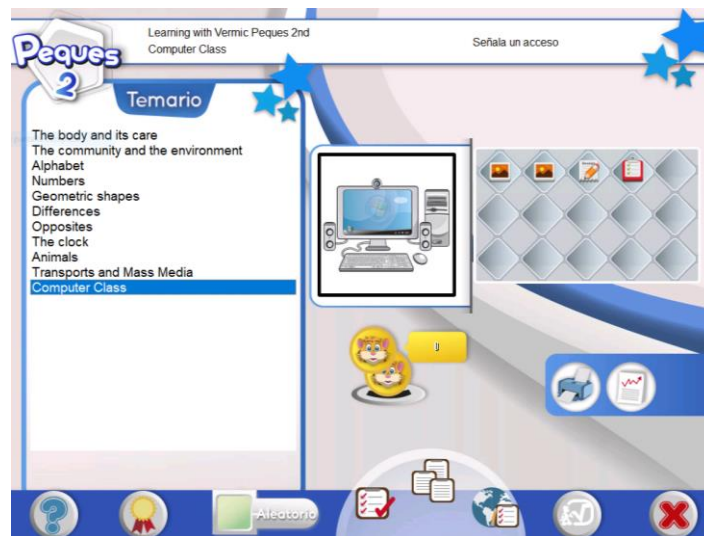 Peques
2
Learning with Vermic Peques 2nd
Computer Class
Señala un acceso
Temario
The body and its care
The community and the environment
Alphabet
Numbers
Geometric shapes
Differences
Opposites
The clock
Animals
Transports and Mass Media
Computer Class
Aleatorio